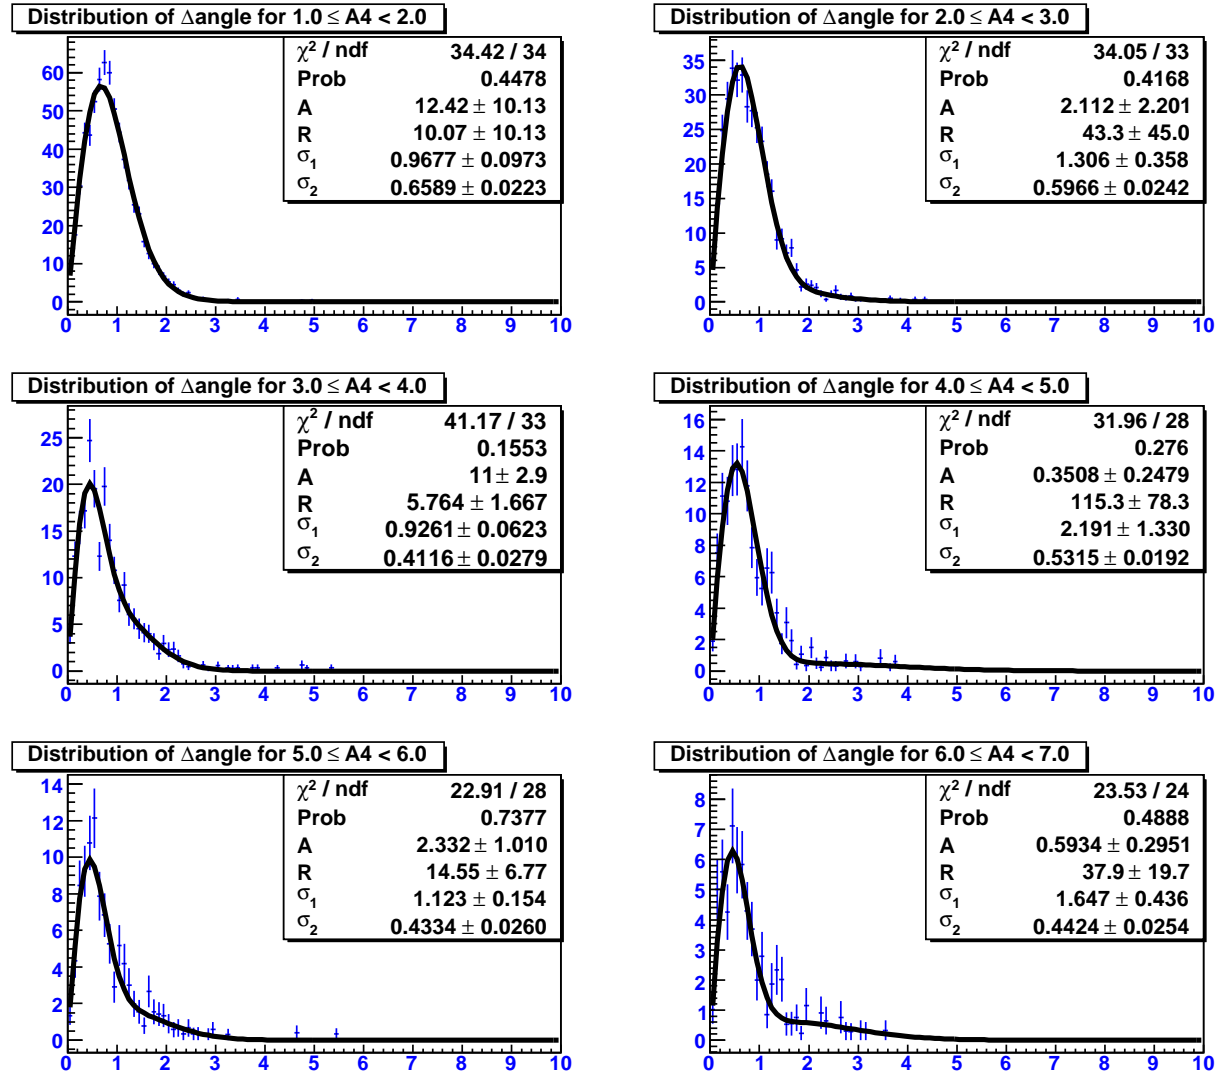 Distribution of Δangle for 1.0 ≤ A4 < 2.0
χ² / ndf 34.42 / 34
Prob 0.4478
A 12.42 ± 10.13
R 10.07 ± 10.13
σ₁ 0.9677 ± 0.0973
σ₂ 0.6589 ± 0.0223
60
50
40
30
20
10
0
0 1 2 3 4 5 6 7 8 9 10
Distribution of Δangle for 2.0 ≤ A4 < 3.0
χ² / ndf 34.05 / 33
Prob 0.4168
A 2.112 ± 2.201
R 43.3 ± 45.0
σ₁ 1.306 ± 0.358
σ₂ 0.5966 ± 0.0242
35
30
25
20
15
10
5
0
0 1 2 3 4 5 6 7 8 9 10
Distribution of Δangle for 3.0 ≤ A4 < 4.0
χ² / ndf 41.17 / 33
Prob 0.1553
A 11 ± 2.9
R 5.764 ± 1.667
σ₁ 0.9261 ± 0.0623
σ₂ 0.4116 ± 0.0279
25
20
15
10
5
0
0 1 2 3 4 5 6 7 8 9 10
Distribution of Δangle for 4.0 ≤ A4 < 5.0
χ² / ndf 31.96 / 28
Prob 0.276
A 0.3508 ± 0.2479
R 115.3 ± 78.3
σ₁ 2.191 ± 1.330
σ₂ 0.5315 ± 0.0192
16
14
12
10
8
6
4
2
0
0 1 2 3 4 5 6 7 8 9 10
Distribution of Δangle for 5.0 ≤ A4 < 6.0
χ² / ndf 22.91 / 28
Prob 0.7377
A 2.332 ± 1.010
R 14.55 ± 6.77
σ₁ 1.123 ± 0.154
σ₂ 0.4334 ± 0.0260
14
12
10
8
6
4
2
0
0 1 2 3 4 5 6 7 8 9 10
Distribution of Δangle for 6.0 ≤ A4 < 7.0
χ² / ndf 23.53 / 24
Prob 0.4888
A 0.5934 ± 0.2951
R 37.9 ± 19.7
σ₁ 1.647 ± 0.436
σ₂ 0.4424 ± 0.0254
8
7
6
5
4
3
2
1
0
0 1 2 3 4 5 6 7 8 9 10